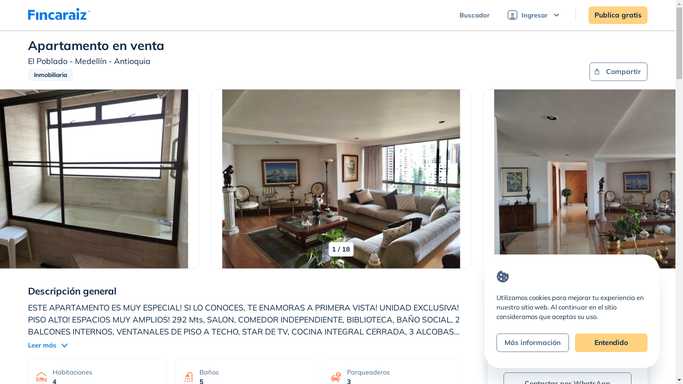 Fincaraiz
Buscador
Ingresar
Publica gratis
Apartamento en venta
El Poblado - Medellín - Antioquia
Inmobiliaria
Compartir
1 / 18
Descripción general
ESTE APARTAMENTO ES MUY ESPECIAL! SI LO CONOCES, TE ENAMORAS A PRIMERA VISTA! UNIDAD EXCLUSIVA!
PISO ALTO! ESPACIOS MUY AMPLIOS! 292 Mts, SALON, COMEDOR INDEPENDIENTE, BIBLIOTECA, BAÑO SOCIAL, 2
BALCONES INTERNOS, VENTANALES DE PISO A TECHO, STAR DE TV, COCINA INTEGRAL CERRADA, 3 ALCOBAS...
Leer más
Habitaciones
4
Baños
5
Parqueaderos
3
Utilizamos cookies para mejorar tu experiencia en
nuestro sitio web. Al continuar en el sitio
consideramos que aceptas su uso.
Más información
Entendido
Contactar por WhatsApp